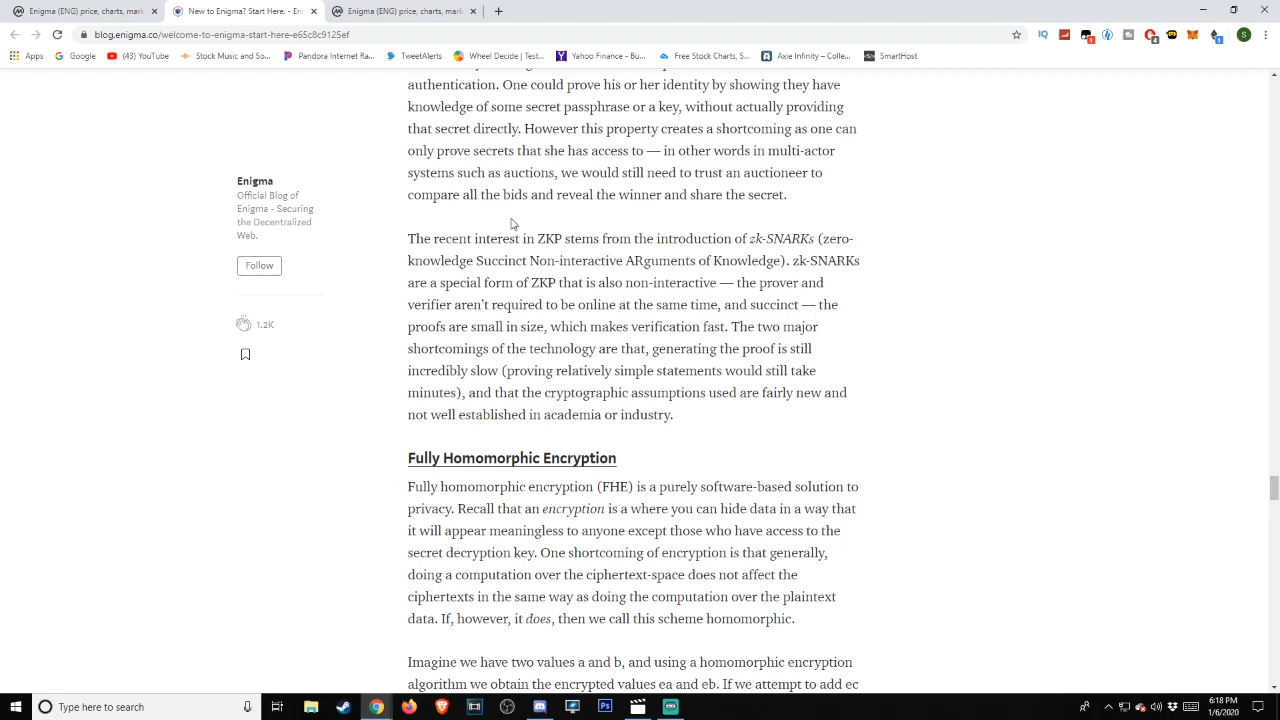 Enigma (ENG) price, charts, mark
New to Enigma? Start Here. - Eni
Enigma (ENG) price, charts, mark
blog.enigma.co/welcome-to-enigma-start-here-e65c8c9125ef
Apps
Google
(43) YouTube
Stock Music and So...
Pandora Internet Ra...
TweetAlerts
Wheel Decide | Test...
Yahoo Finance - Bu...
Free Stock Charts, S...
Axie Infinity – Colle...
SmartHost
authentication. One could prove his or her identity by showing they have
knowledge of some secret passphrase or a key, without actually providing
that secret directly. However this property creates a shortcoming as one can
only prove secrets that she has access to — in other words in multi-actor
systems such as auctions, we would still need to trust an auctioneer to
compare all the bids and reveal the winner and share the secret.
Enigma
Official Blog of
Enigma - Securing
the Decentralized
Web.
Follow
1.2K
The recent interest in ZKP stems from the introduction of zk-SNARKs (zero-
knowledge Succinct Non-interactive ARguments of Knowledge). zk-SNARKs
are a special form of ZKP that is also non-interactive — the prover and
verifier aren't required to be online at the same time, and succinct — the
proofs are small in size, which makes verification fast. The two major
shortcomings of the technology are that, generating the proof is still
incredibly slow (proving relatively simple statements would still take
minutes), and that the cryptographic assumptions used are fairly new and
not well established in academia or industry.
Fully Homomorphic Encryption
Fully homomorphic encryption (FHE) is a purely software-based solution to
privacy. Recall that an encryption is a where you can hide data in a way that
it will appear meaningless to anyone except those who have access to the
secret decryption key. One shortcoming of encryption is that generally,
doing a computation over the ciphertext-space does not affect the
ciphertexts in the same way as doing the computation over the plaintext
data. If, however, it does, then we call this scheme homomorphic.
Imagine we have two values a and b, and using a homomorphic encryption
algorithm we obtain the encrypted values ea and eb. If we attempt to add ec
Type here to search
6:18 PM
1/6/2020